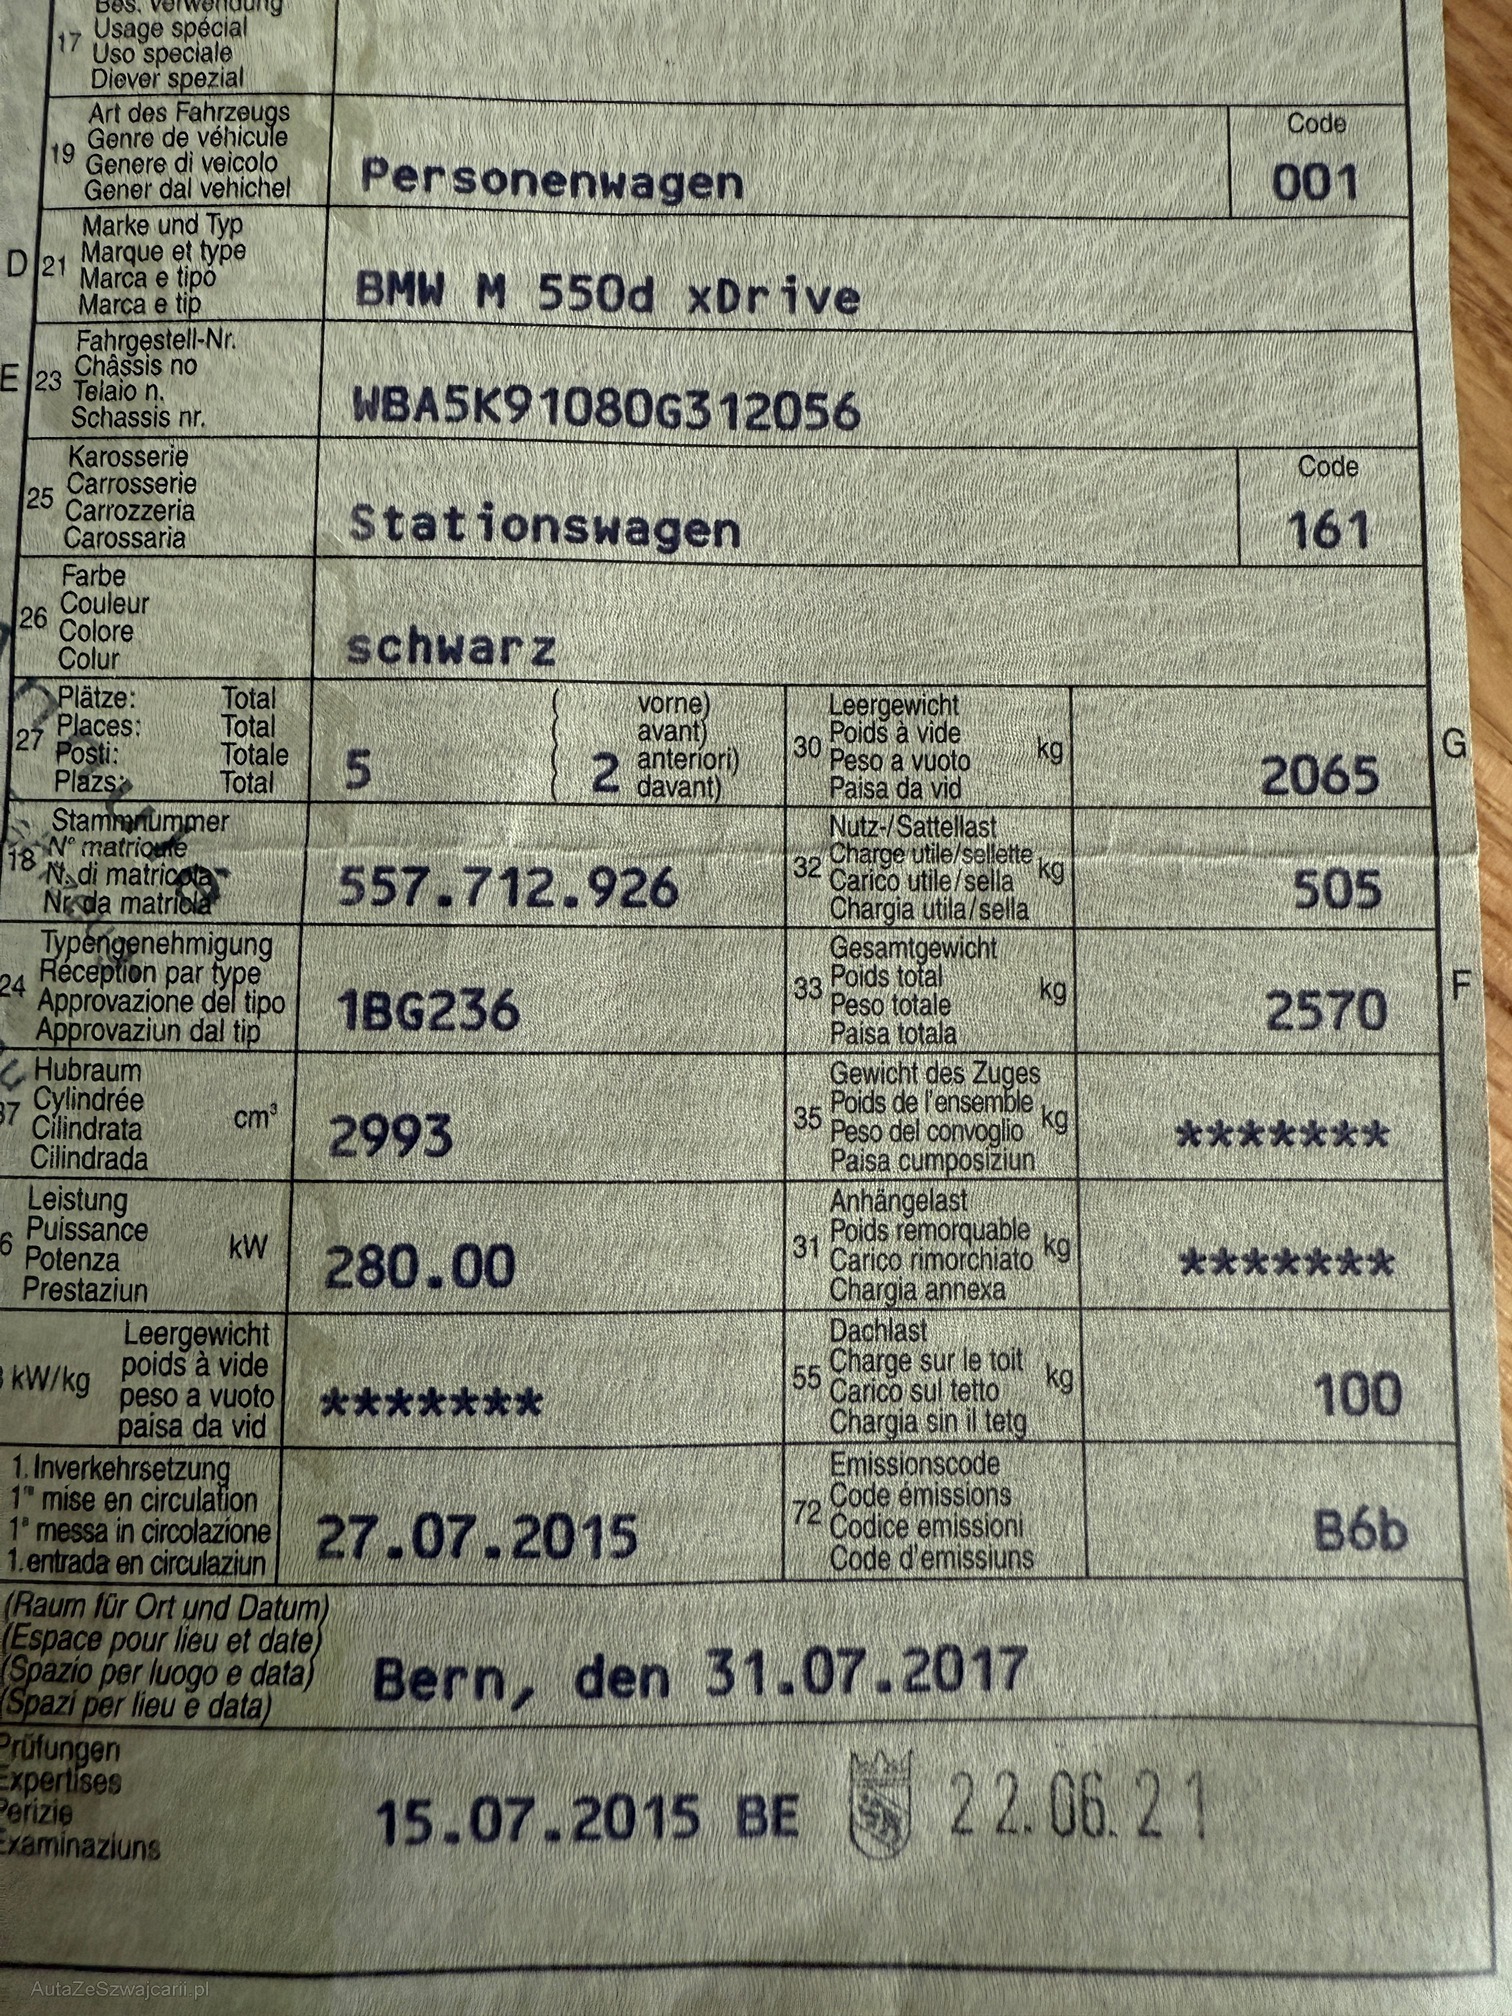 Bes. Verwendung
17 Usage spécial
Uso speciale
Diever spezial
Art des Fahrzeugs
19 Genre de véhicule
Genere di veicolo
Gener dal vehichel
Personenwagen
Code
001
D 21 Marke und Typ
Marque et type
Marca e tipo
Marca e tip
BMW M 550d xDrive
E 23 Fahrgestell-Nr.
Châssis no
Telaio n.
Schassis nr.
WBA5K91080G312056
25 Karosserie
Carrosserie
Carrozzeria
Carossaria
Stationswagen
Code
161
26 Farbe
Couleur
Colore
Colur
schwarz
27 Plätze: Total
Places: Total
Posti: Totale
Plazs: Total
5 ( 2 vorne)
avant)
anteriori)
davant)
30 Leergewicht
Poids à vide
Peso a vuoto
Paisa da vid
kg
2065
G
18 Stammnummer
N° matricule
N. di matricola
Nr. da matricla
557.712.926
32 Nutz-/Sattellast
Charge utile/sellette
Carico utile/sella
Chargia utila/sella
kg
505
24 Typengenehmigung
Réception par type
Approvazione del tipo
Approvaziun dal tip
1BG236
33 Gesamtgewicht
Poids total
Peso totale
Paisa totala
kg
2570
F
37 Hubraum
Cylindrée
Cilindrata
Cilindrada
cm³
2993
35 Gewicht des Zuges
Poids de l'ensemble
Peso del convoglio
Paisa cumposiziun
kg
*******
6 Leistung
Puissance
Potenza
Prestaziun
kW
280.00
31 Anhängelast
Poids remorquable
Carico rimorchiato
Chargia annexa
kg
*******
kW/kg Leergewicht
poids à vide
peso a vuoto
paisa da vid
*******
55 Dachlast
Charge sur le toit
Carico sul tetto
Chargia sin il tetg
kg
100
1. Inverkehrsetzung
1re mise en circulation
1a messa in circolazione
1. entrada en circulaziun
27.07.2015
72 Emissionscode
Code émissions
Codice emissioni
Code d'emissiuns
B6b
(Raum für Ort und Datum)
(Espace pour lieu et date)
(Spazio per luogo e data)
(Spazi per lieu e data)
Bern, den 31.07.2017
Prüfungen
Expertises
Perizie
Examinaziuns
15.07.2015 BE 22.06.21
AutaZeSzwajcarii.pl